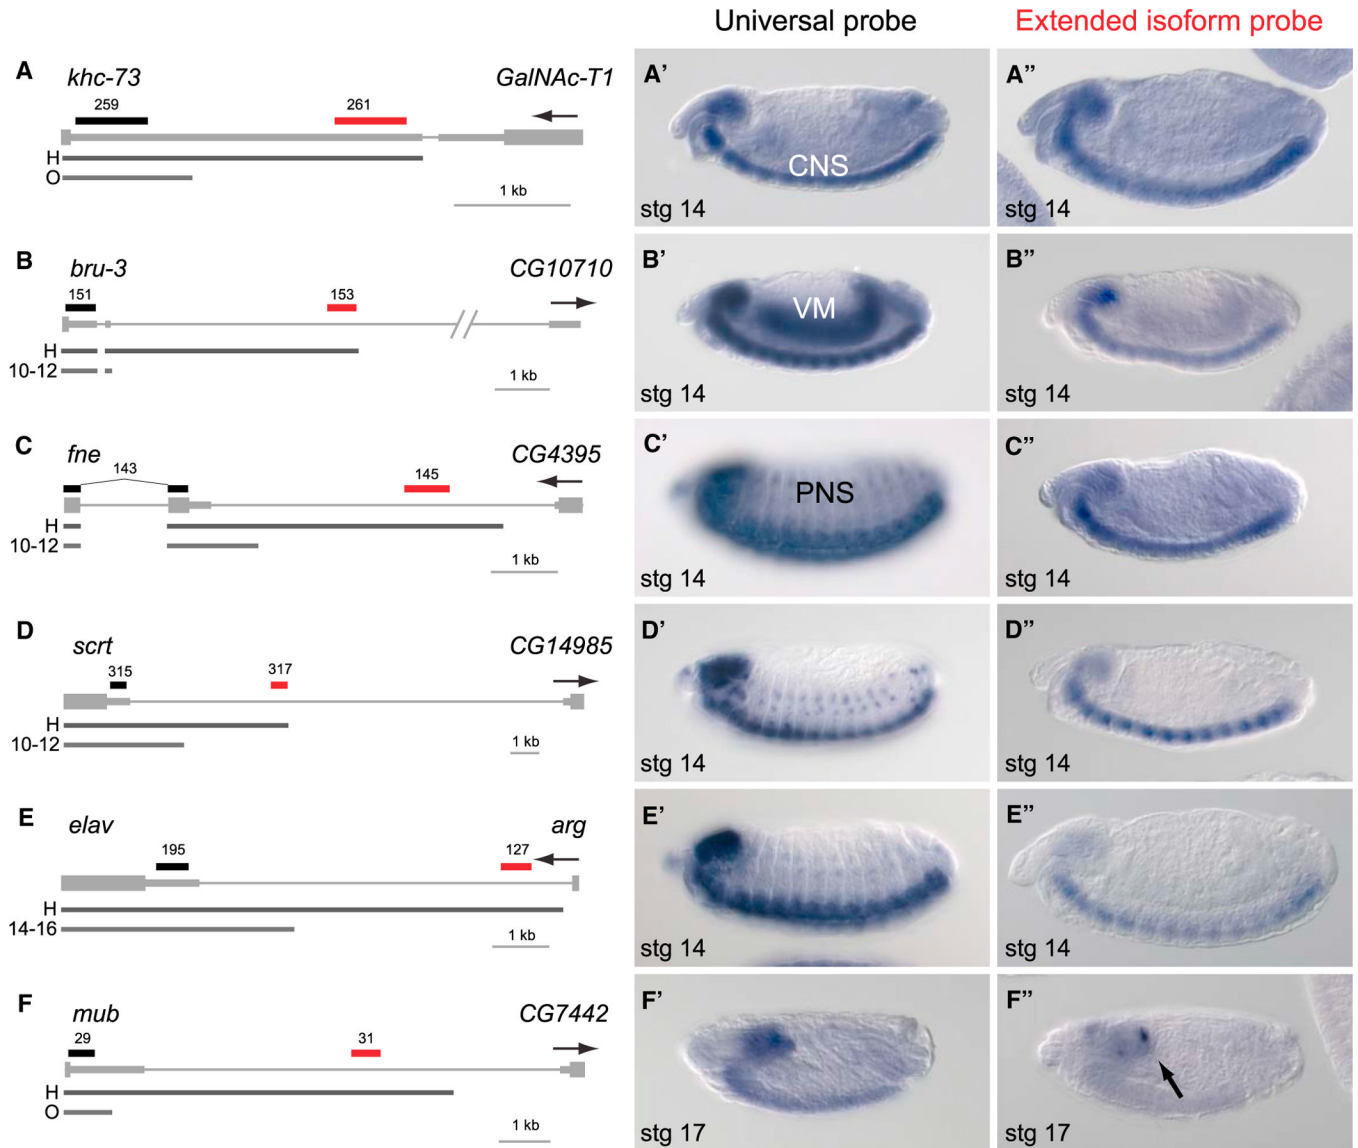 Universal probe
Extended isoform probe
A
khc-73
GalNAc-T1
259
261
H
O
1 kb
A'
CNS
stg 14
A"
stg 14
B
bru-3
CG10710
151
153
H
10-12
1 kb
B'
VM
stg 14
B"
stg 14
C
fne
CG4395
143
145
H
10-12
1 kb
C'
PNS
stg 14
C"
stg 14
D
scrt
CG14985
315
317
H
10-12
1 kb
D'
stg 14
D"
stg 14
E
elav
arg
195
127
H
14-16
1 kb
E'
stg 14
E"
stg 14
F
mub
CG7442
29
31
H
O
1 kb
F'
stg 17
F"
stg 17